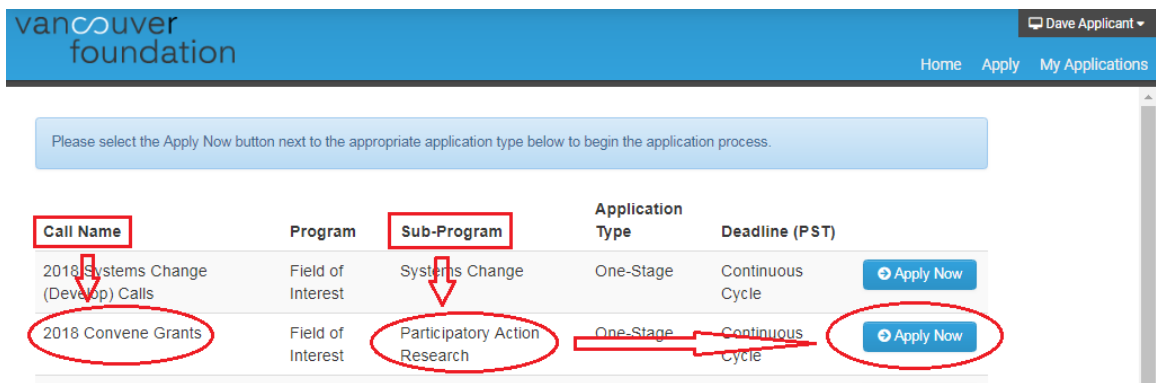 vancouver
foundation
Dave Applicant
Home Apply My Applications
Please select the Apply Now button next to the appropriate application type below to begin the application process.
Call Name Program Sub-Program Application Type Deadline (PST)
2018 Systems Change (Develop) Calls Field of Interest Systems Change One-Stage Continuous Cycle Apply Now
2018 Convene Grants Field of Interest Participatory Action Research One-Stage Continuous Cycle Apply Now